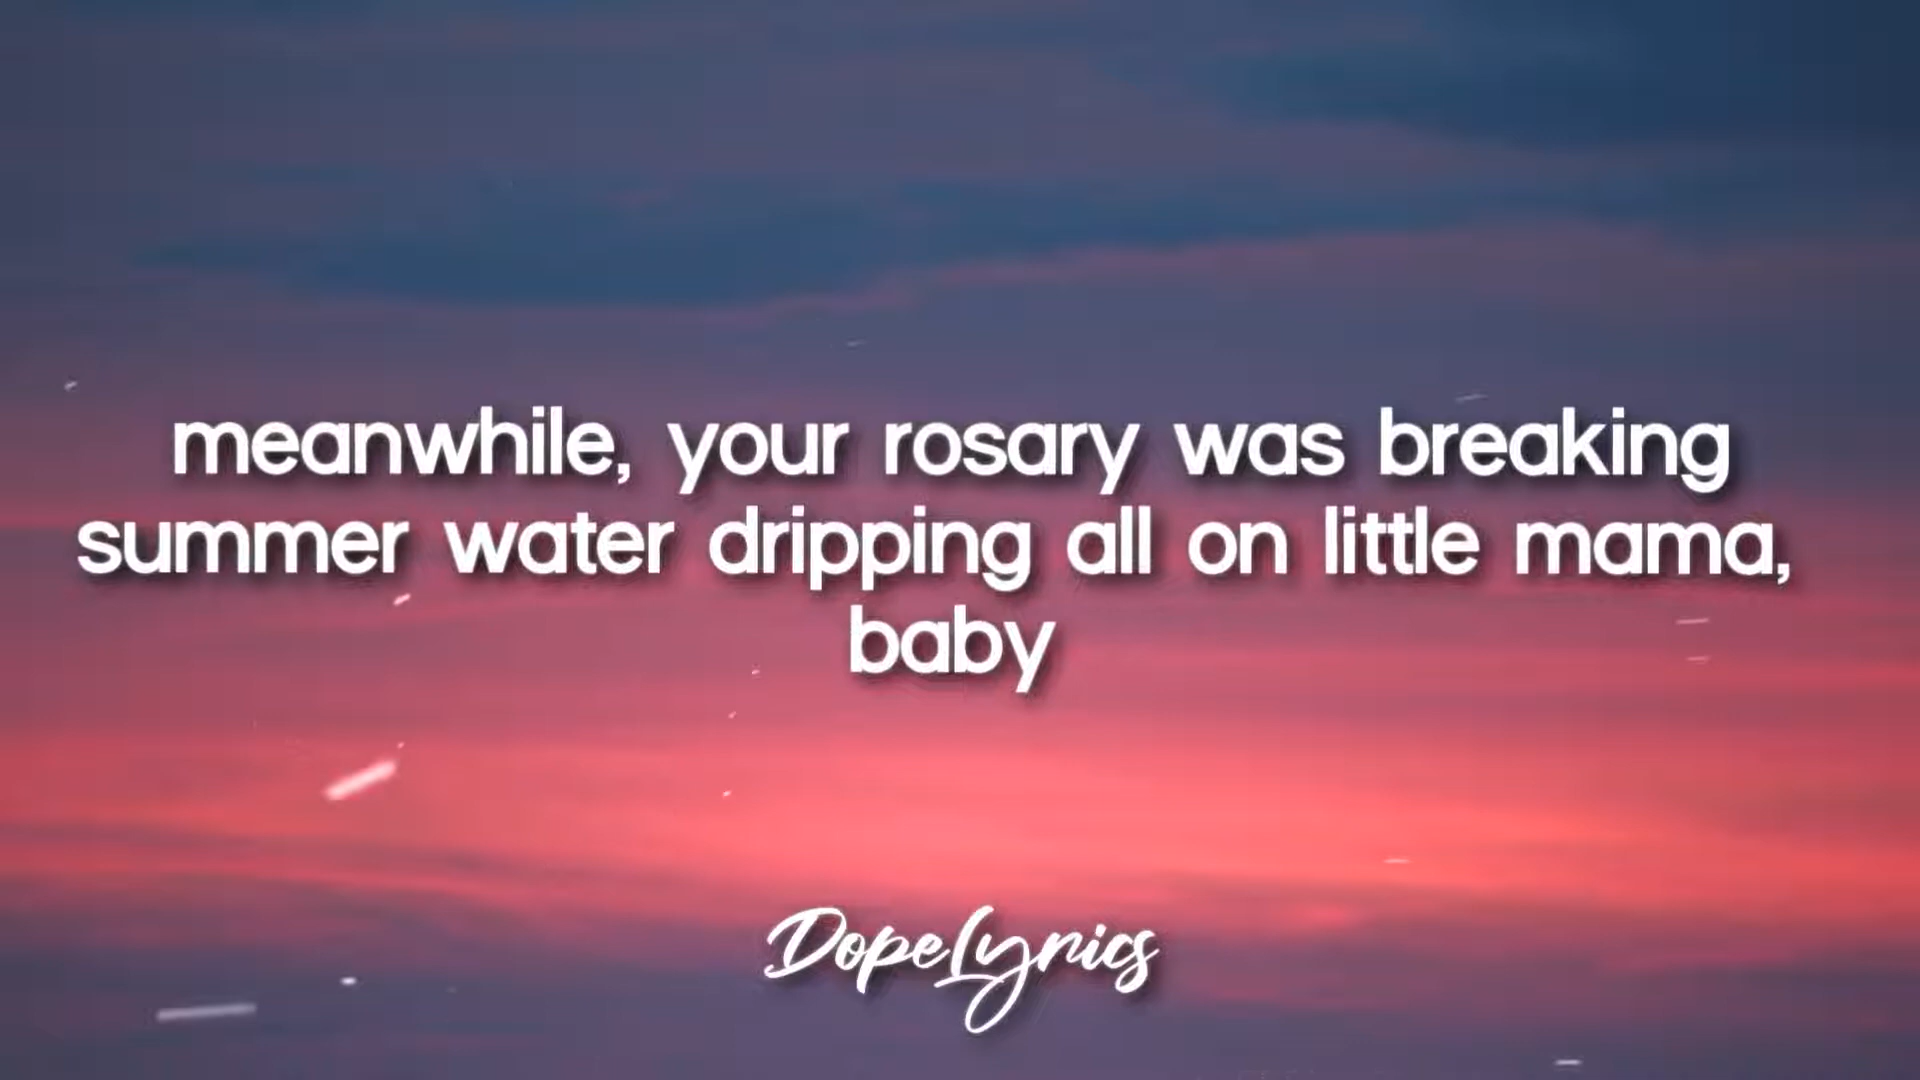 meanwhile, your rosary was breaking
summer water dripping all on little mama,
baby
DopeLyrics